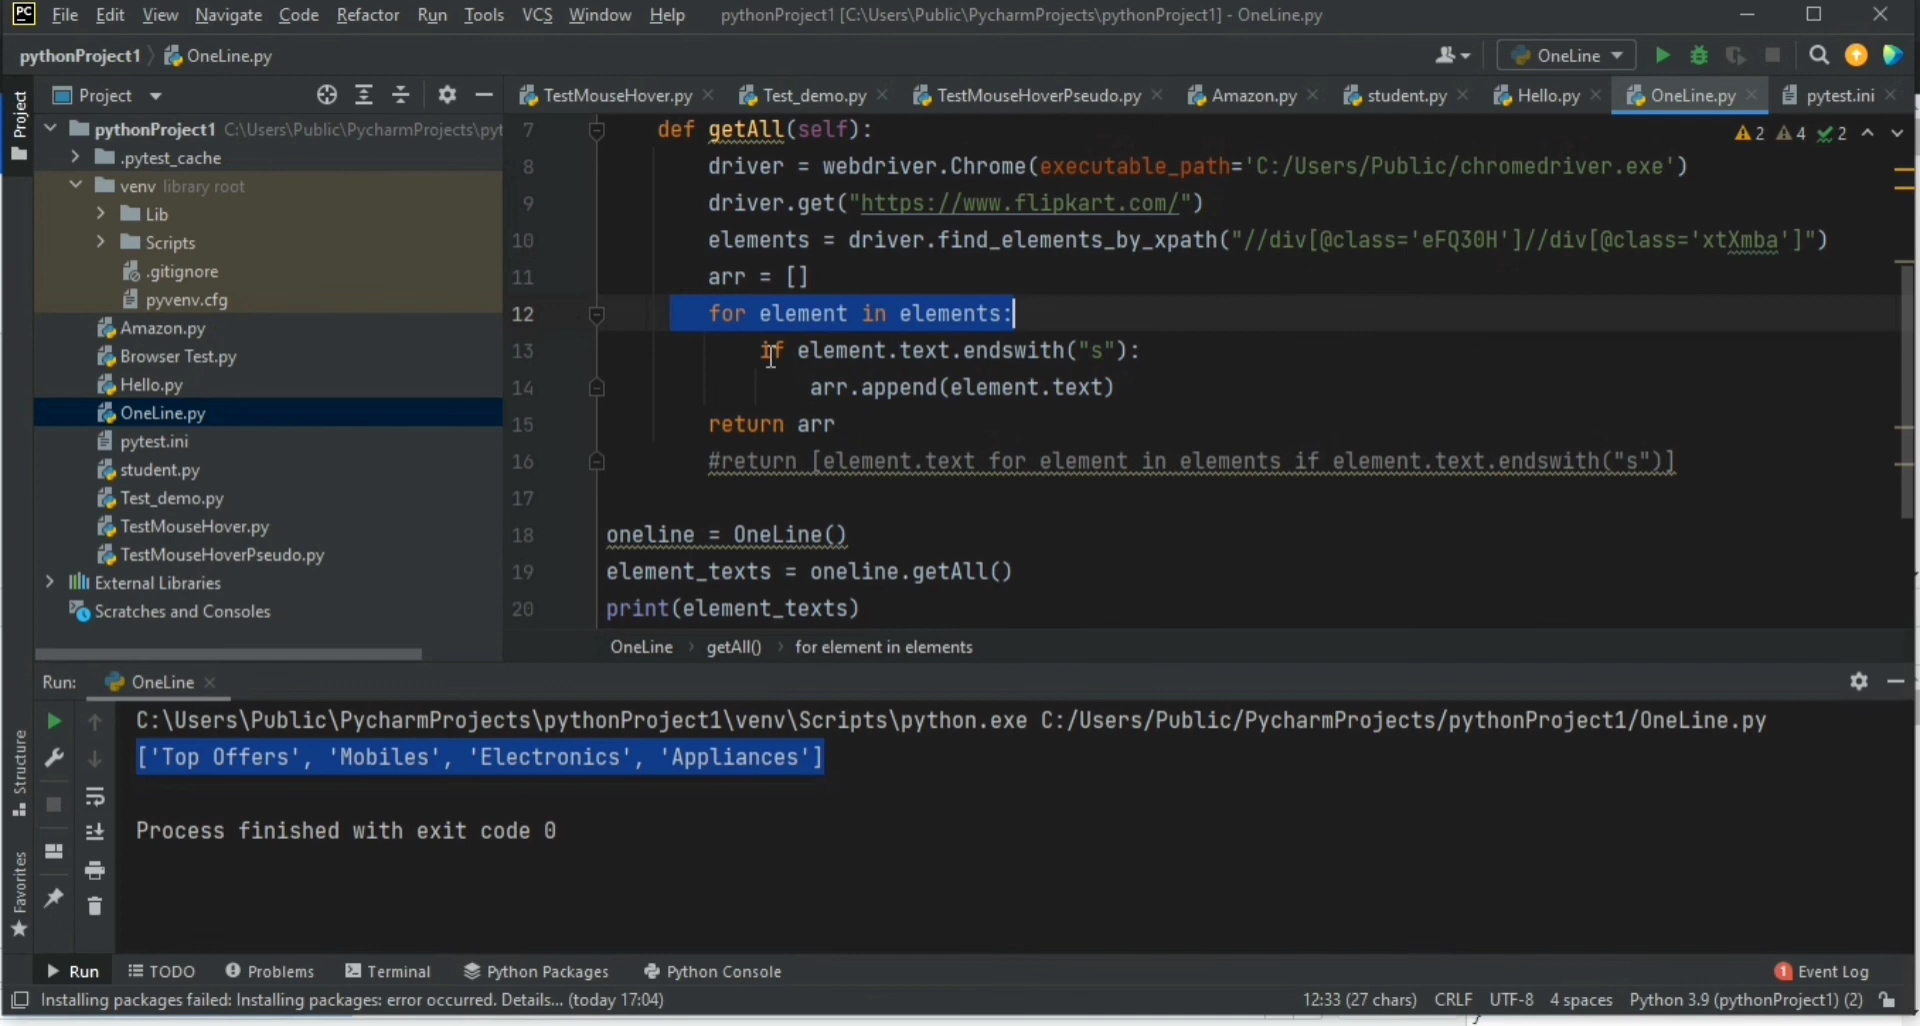 PC File Edit View Navigate Code Refactor Run Tools VCS Window Help pythonProject1 [C:\Users\Public\PycharmProjects\pythonProject1] - OneLine.py
pythonProject1 OneLine.py OneLine
Project
Project
TestMouseHover.py Test_demo.py TestMouseHoverPseudo.py Amazon.py student.py Hello.py OneLine.py pytest.ini
pythonProject1 C:\Users\Public\PycharmProjects\pyt
.pytest_cache
venv library root
Lib
Scripts
.gitignore
pyvenv.cfg
Amazon.py
Browser Test.py
Hello.py
OneLine.py
pytest.ini
student.py
Test_demo.py
TestMouseHover.py
TestMouseHoverPseudo.py
External Libraries
Scratches and Consoles
2 4 2
7 def getAll(self):
8 driver = webdriver.Chrome(executable_path='C:/Users/Public/chromedriver.exe')
9 driver.get("https://www.flipkart.com/")
10 elements = driver.find_elements_by_xpath("//div[@class='eFQ30H']//div[@class='xtXmba']")
11 arr = []
12 for element in elements:
13 if element.text.endswith("s"):
14 arr.append(element.text)
15 return arr
16 #return [element.text for element in elements if element.text.endswith("s")]
17
18 oneline = OneLine()
19 element_texts = oneline.getAll()
20 print(element_texts)
OneLine getAll() for element in elements
Run: OneLine
C:\Users\Public\PycharmProjects\pythonProject1\venv\Scripts\python.exe C:/Users/Public/PycharmProjects/pythonProject1/OneLine.py
['Top Offers', 'Mobiles', 'Electronics', 'Appliances']
Process finished with exit code 0
Structure
Favorites
Run TODO Problems Terminal Python Packages Python Console 1 Event Log
Installing packages failed: Installing packages: error occurred. Details... (today 17:04) 12:33 (27 chars) CRLF UTF-8 4 spaces Python 3.9 (pythonProject1) (2)